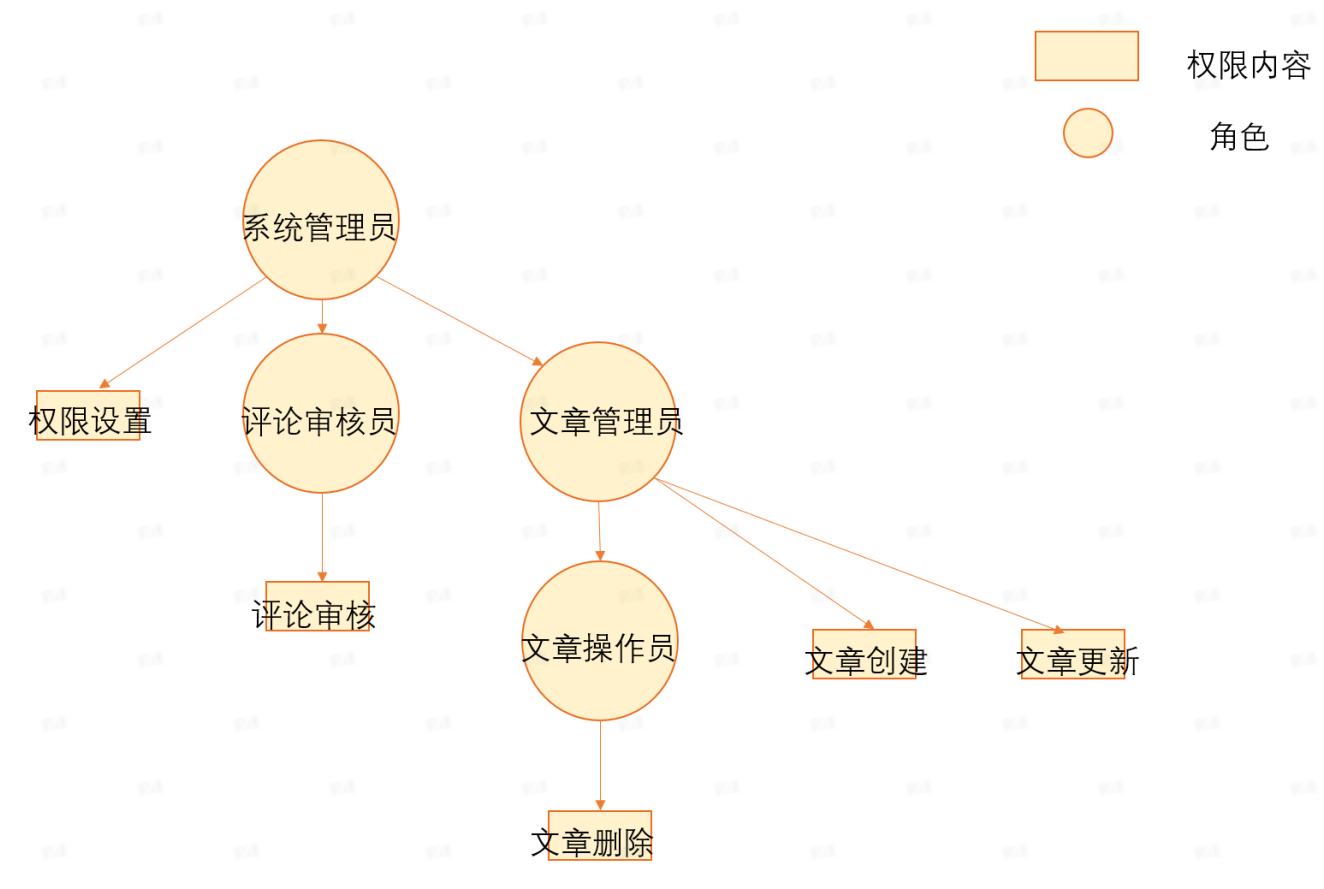 权限内容
角色
系统管理员
权限设置
评论审核员
文章管理员
评论审核
文章操作员
文章创建
文章更新
文章删除